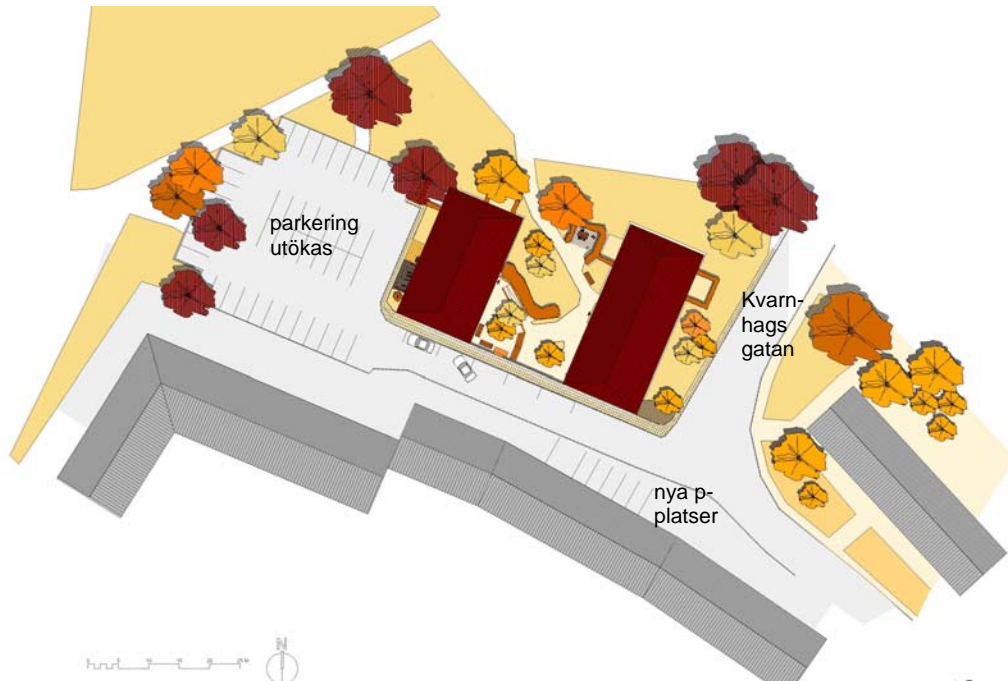 parkering
utökas
Kvarn-
hags
gatan
nya p-
platser
N